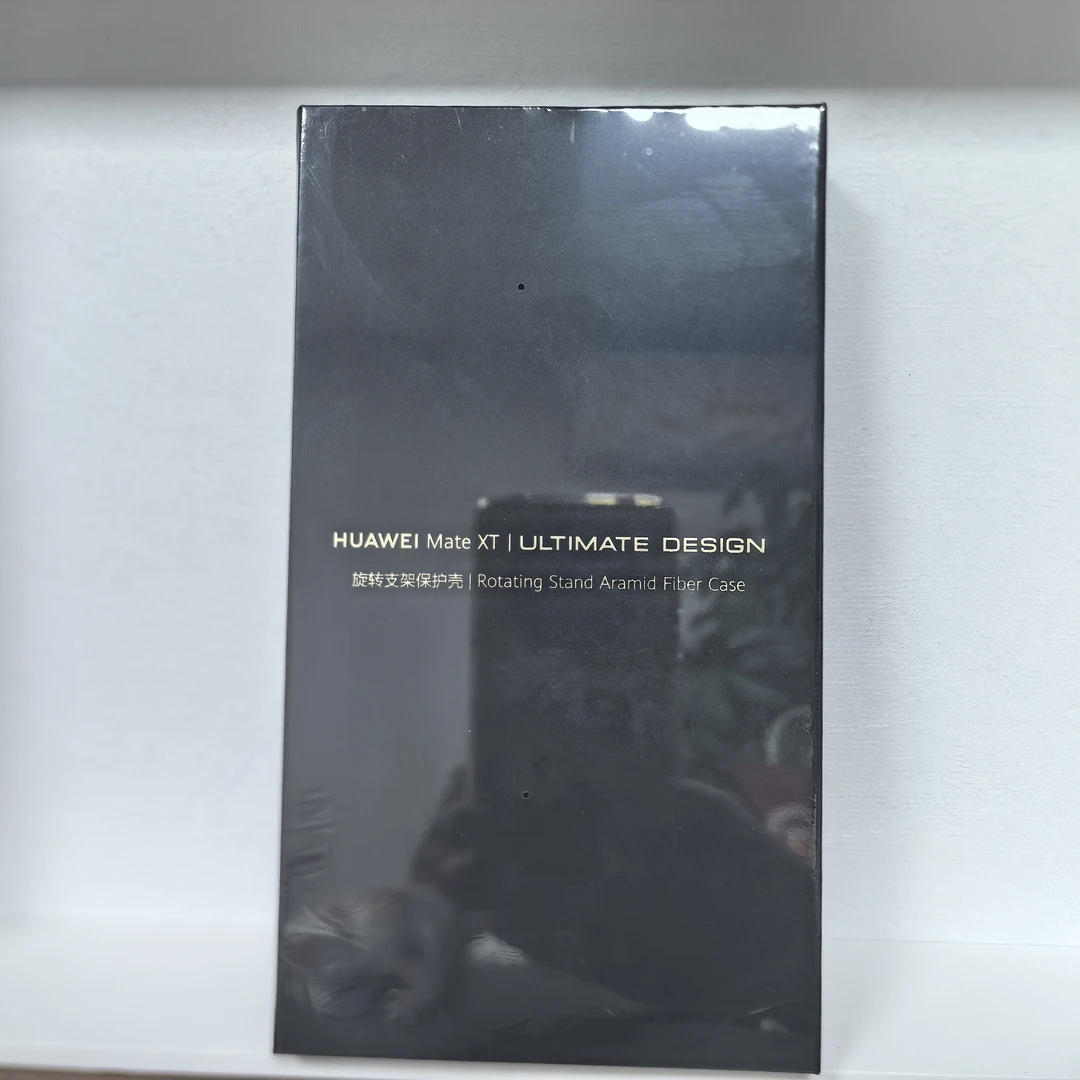 HUAWEI Mate XT | ULTIMATE DESIGN
旋转支架保护壳 | Rotating Stand Aramid Fiber Case